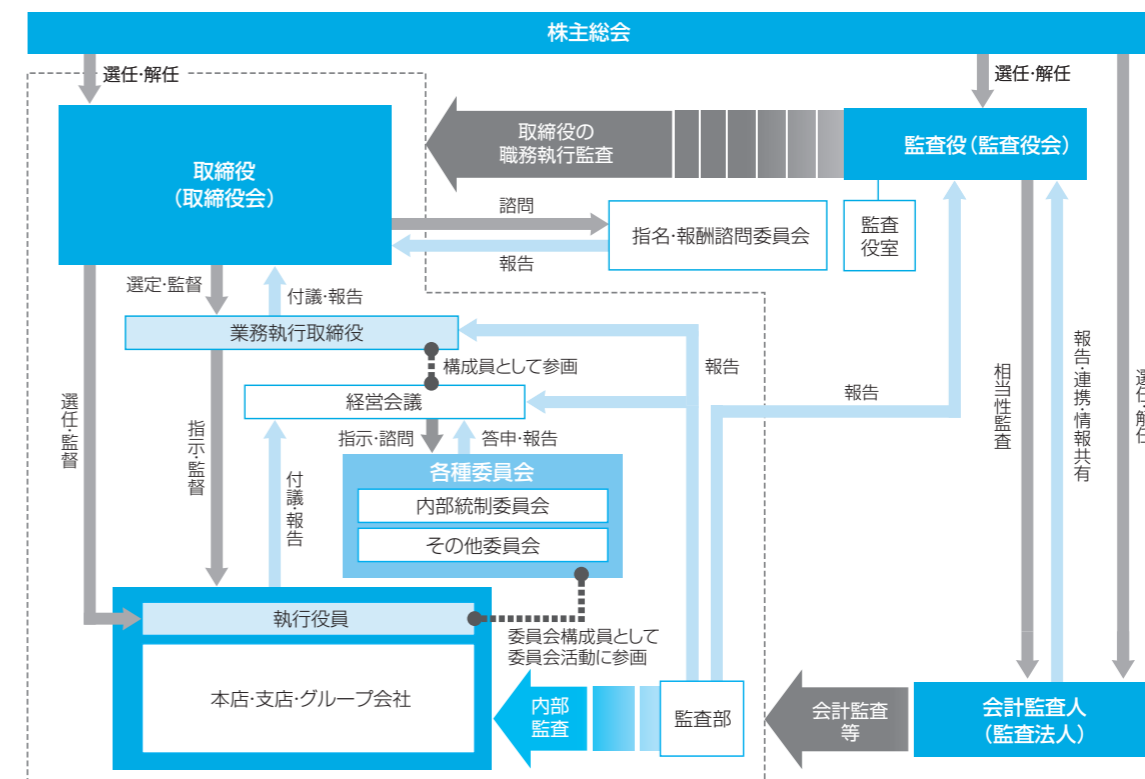 株主総会
選任・解任
選任・解任
取締役の
職務執行監査
監査役(監査役会)
取締役
(取締役会)
諮問
指名・報酬諮問委員会
監査
役室
報告
選定・監督
付議・報告
業務執行取締役
構成員として参画
報告
経営会議
報告
選任・監督
指示・監督
指示・諮問
答申・報告
相当性監査
報告・連携・情報共有
選任・解任
各種委員会
内部統制委員会
付議・報告
その他委員会
執行役員
委員会構成員として
委員会活動に参画
本店・支店・グループ会社
内部
監査
監査部
会計監査
等
会計監査人
(監査法人)